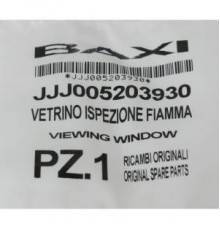 BAXI
*JJJ005203930*
JJJ005203930
VETRINO ISPEZIONE FIAMMA
VIEWING WINDOW
PZ.1
RICAMBI ORIGINALI
ORIGINAL SPARE PARTS